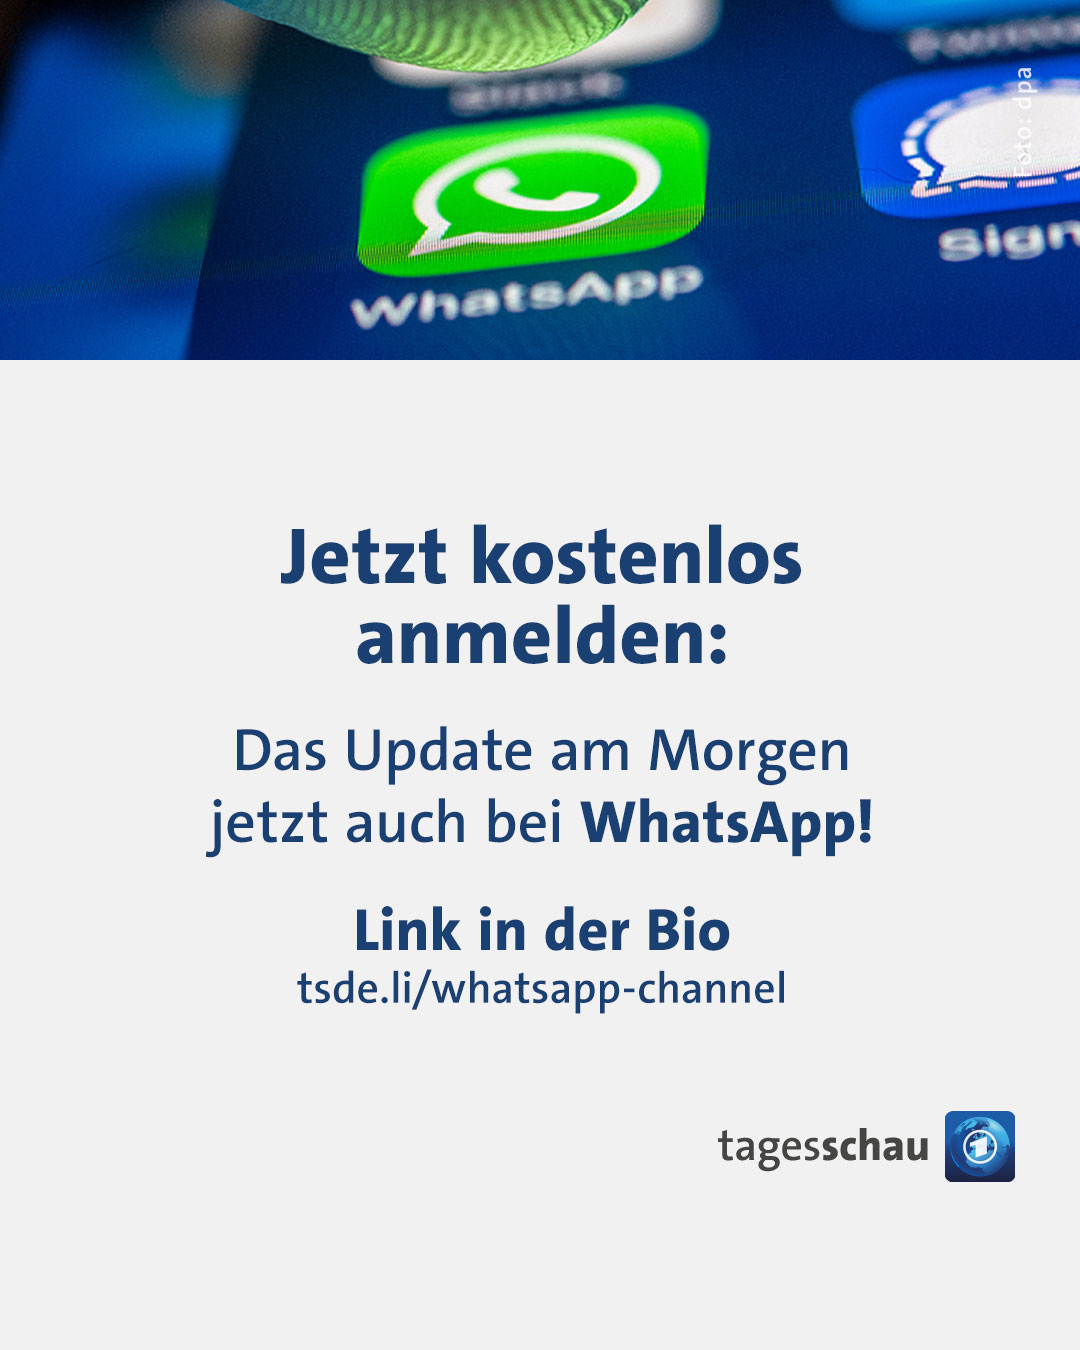 Foto: dpa
WhatsApp
Jetzt kostenlos
anmelden:
Das Update am Morgen
jetzt auch bei WhatsApp!
Link in der Bio
tsde.li/whatsapp-channel
tagesschau